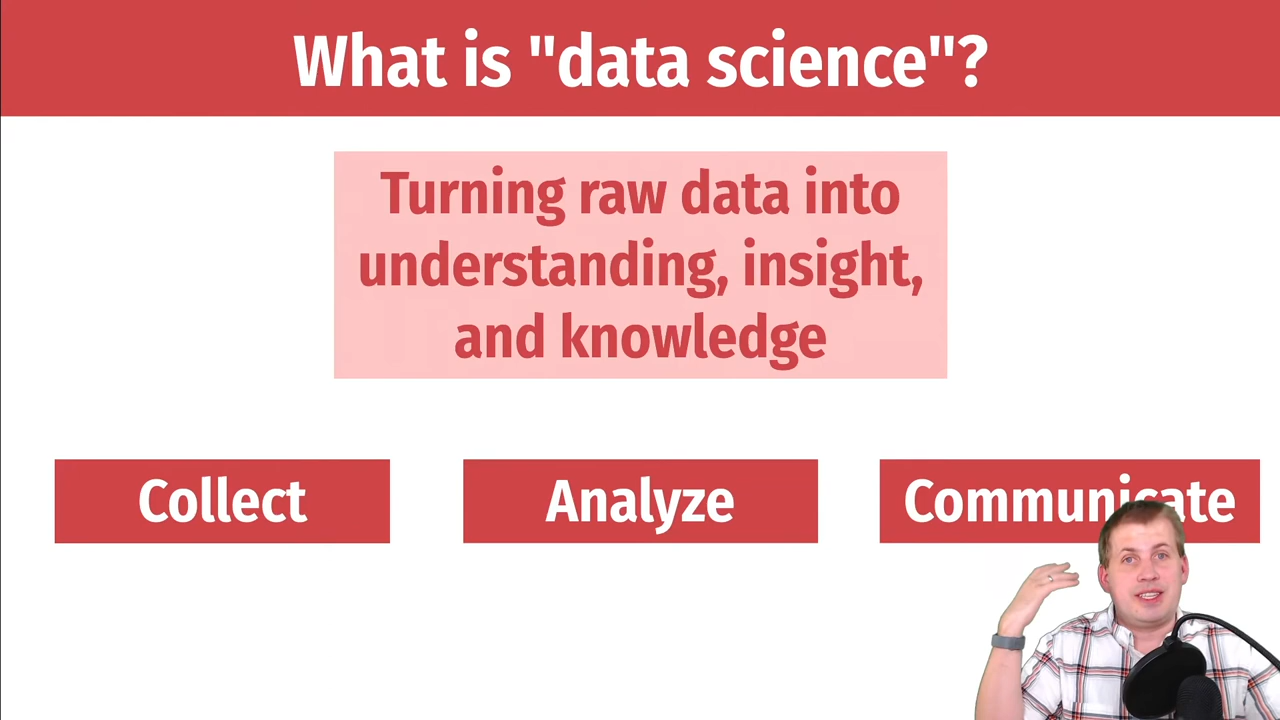 What is "data science"?
Turning raw data into
understanding, insight,
and knowledge
Collect
Analyze
Communicate